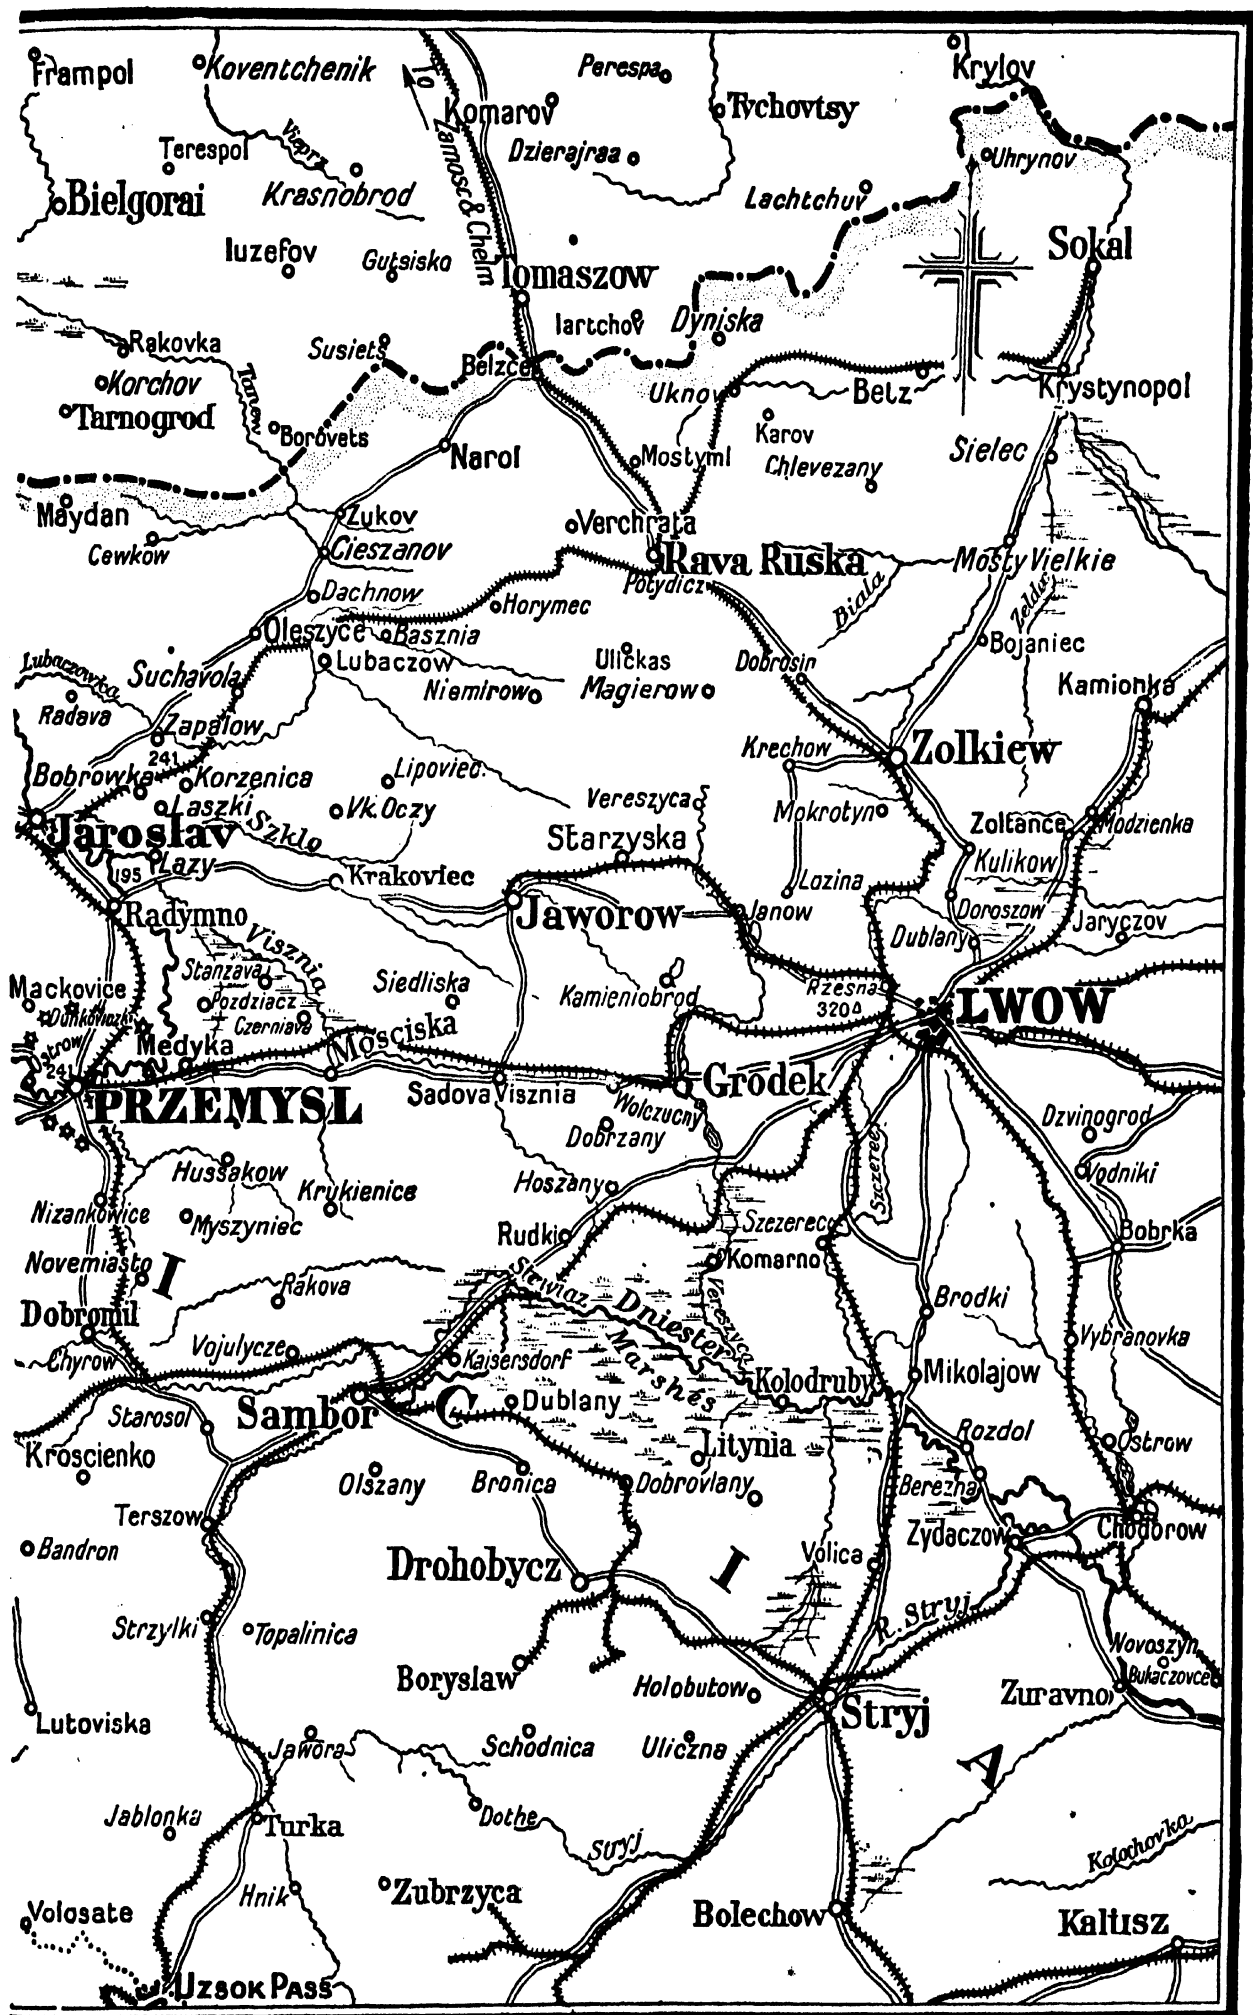 Frampol
Koventchenik
To
Zamosc & Chelm
Komarov
Perespa
Tychovtsy
Krylov
Terespol
Vieprz
Dzierajraa
Uhrynov
Bielgorai
Krasnobrod
Lachtchuv
Iuzefov
Gutsiska
Tomaszow
Sokal
Rakovka
Susiets
Iartchov
Dyniska
Korchov
Tanev
Belzce
Uknov
Belz
Krystynopol
Tarnogrod
Borovets
Narol
Mostyml
Karov
Chlevezany
Sielec
Maydan
Zukov
Verchrata
Cewkow
Cieszanov
Rava Ruska
Mosty Vielkie
Potydicz
Biala
Zelda
Dachnow
Horymec
Oleszyce
Basznia
Bojaniec
Lubaczowka
Suchavola
Lubaczow
Ulickas
Dobrosin
Niemirow
Magierow
Kamionka
Radava
Zapalow
241
Krechow
Zolkiew
Bobrowka
Korzenica
Lipoviec
Vereszyca
Mokrotyn
Laszki
Vk. Oczy
Zoltance
Modzienka
Jaroslav
Szklo
Starzyska
Kulikow
195
Lazy
Krakoviec
Lozina
Radymno
Jaworow
Janow
Doroszow
Jaryczov
Visznia
Dublany
Stanzava
Siedliska
Mackovice
Pozdziacz
Kamieniobrod
Rzesna
320
LWOW
Dunkoviczki
Czerniava
Medyka
Mosciska
Ostrow
241
PRZEMYSL
Sadova Visznia
Grodek
Wolczucny
Dobrzany
Dzvinogrod
Szczerec
Vodniki
Hussakow
Hoszany
Krukienice
Nizankowice
Myszyniec
Szezerec
Rudki
Bobrka
Komarno
Novemiasto
I
Rakova
Stawiaz
Vereszyca
Dniester
Marshes
Brodki
Dobromil
Vojulycze
Vybranovka
Chyrow
Kaisersdorf
Kolodruby
Mikolajow
Starosol
Sambor
C
Dublany
Rozdol
Ostrow
Litynia
Kroscienko
Olszany
Bronica
Dobrovlany
Berezna
Terszow
Zydaczow
Chodorow
Bandron
Drohobycz
I
Volica
Strzylki
Topalinica
R. Stryj
Novoszyn
Boryslaw
Holobutow
Bukaczovce
Zuravno
Lutoviska
Stryj
Jawora
Schodnica
Uliczna
A
Jablonka
Turka
Dothe
Stryj
Kolochovka
Hnik
Zubrzyca
Volosate
Bolechow
Kalusz
UZSOK PASS